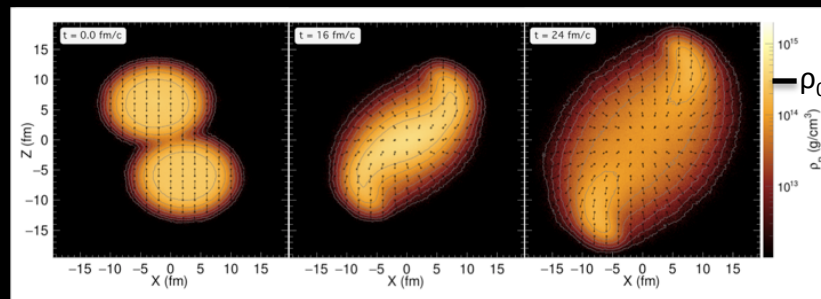 t = 0.0 fm/c
t = 16 fm/c
t = 24 fm/c
15
10
5
0
−5
−10
−15
Z (fm)
−15 −10 −5 0 5 10 15
−15 −10 −5 0 5 10 15
−15 −10 −5 0 5 10 15
X (fm)
X (fm)
X (fm)
10¹⁵
10¹⁴
10¹³
ρₙ (g/cm³)
ρ₀